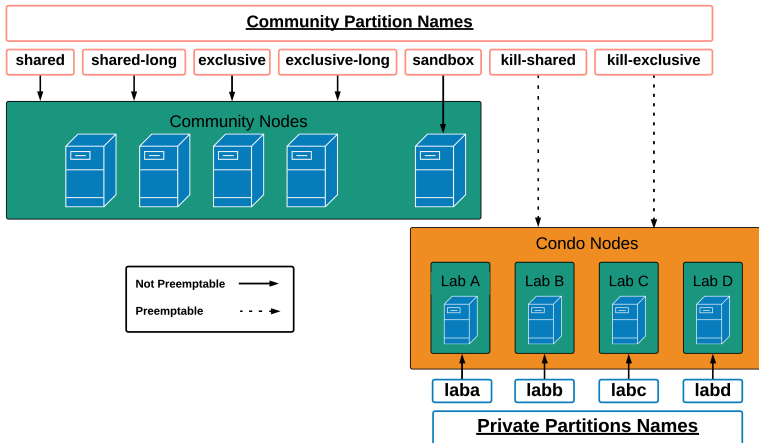 Community Partition Names
shared
shared-long
exclusive
exclusive-long
sandbox
kill-shared
kill-exclusive
Community Nodes
Condo Nodes
Lab A
Lab B
Lab C
Lab D
Not Preemptable
Preemptable
laba
labb
labc
labd
Private Partitions Names